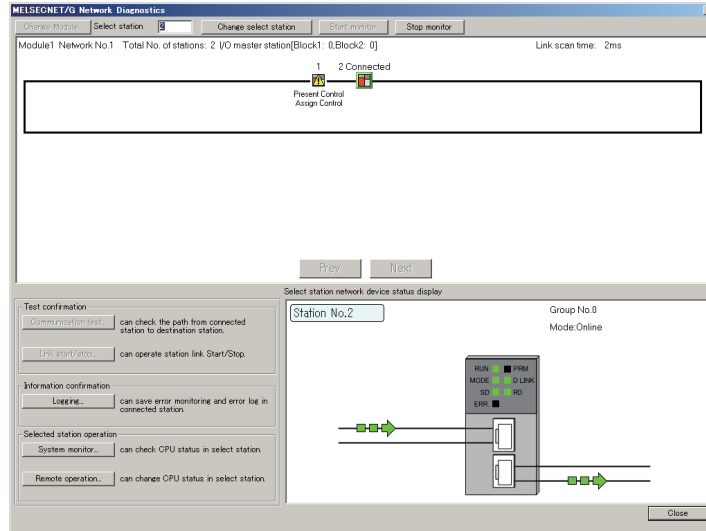 MELSECNET/G Network Diagnostics
Change Module... Select station 2 Change select station Start monitor Stop monitor
Module1 Network No.1 Total No. of stations: 2 I/O master station[Block1: 0,Block2: 0] Link scan time: 2ms
1 2 Connected
Present Control
Assign Control
Prev Next
Select station network device status display
Test confirmation
Communication test... can check the path from connected
station to destination station.
Link start/stop... can operate station link Start/Stop.
Information confirmation
Logging... can save error monitoring and error log in
connected station.
Selected station operation
System monitor... can check CPU status in select station.
Remote operation... can change CPU status in select station.
Station No.2
Group No.0
Mode:Online
RUN PRM
MODE D LINK
SD RD
ERR.
Close